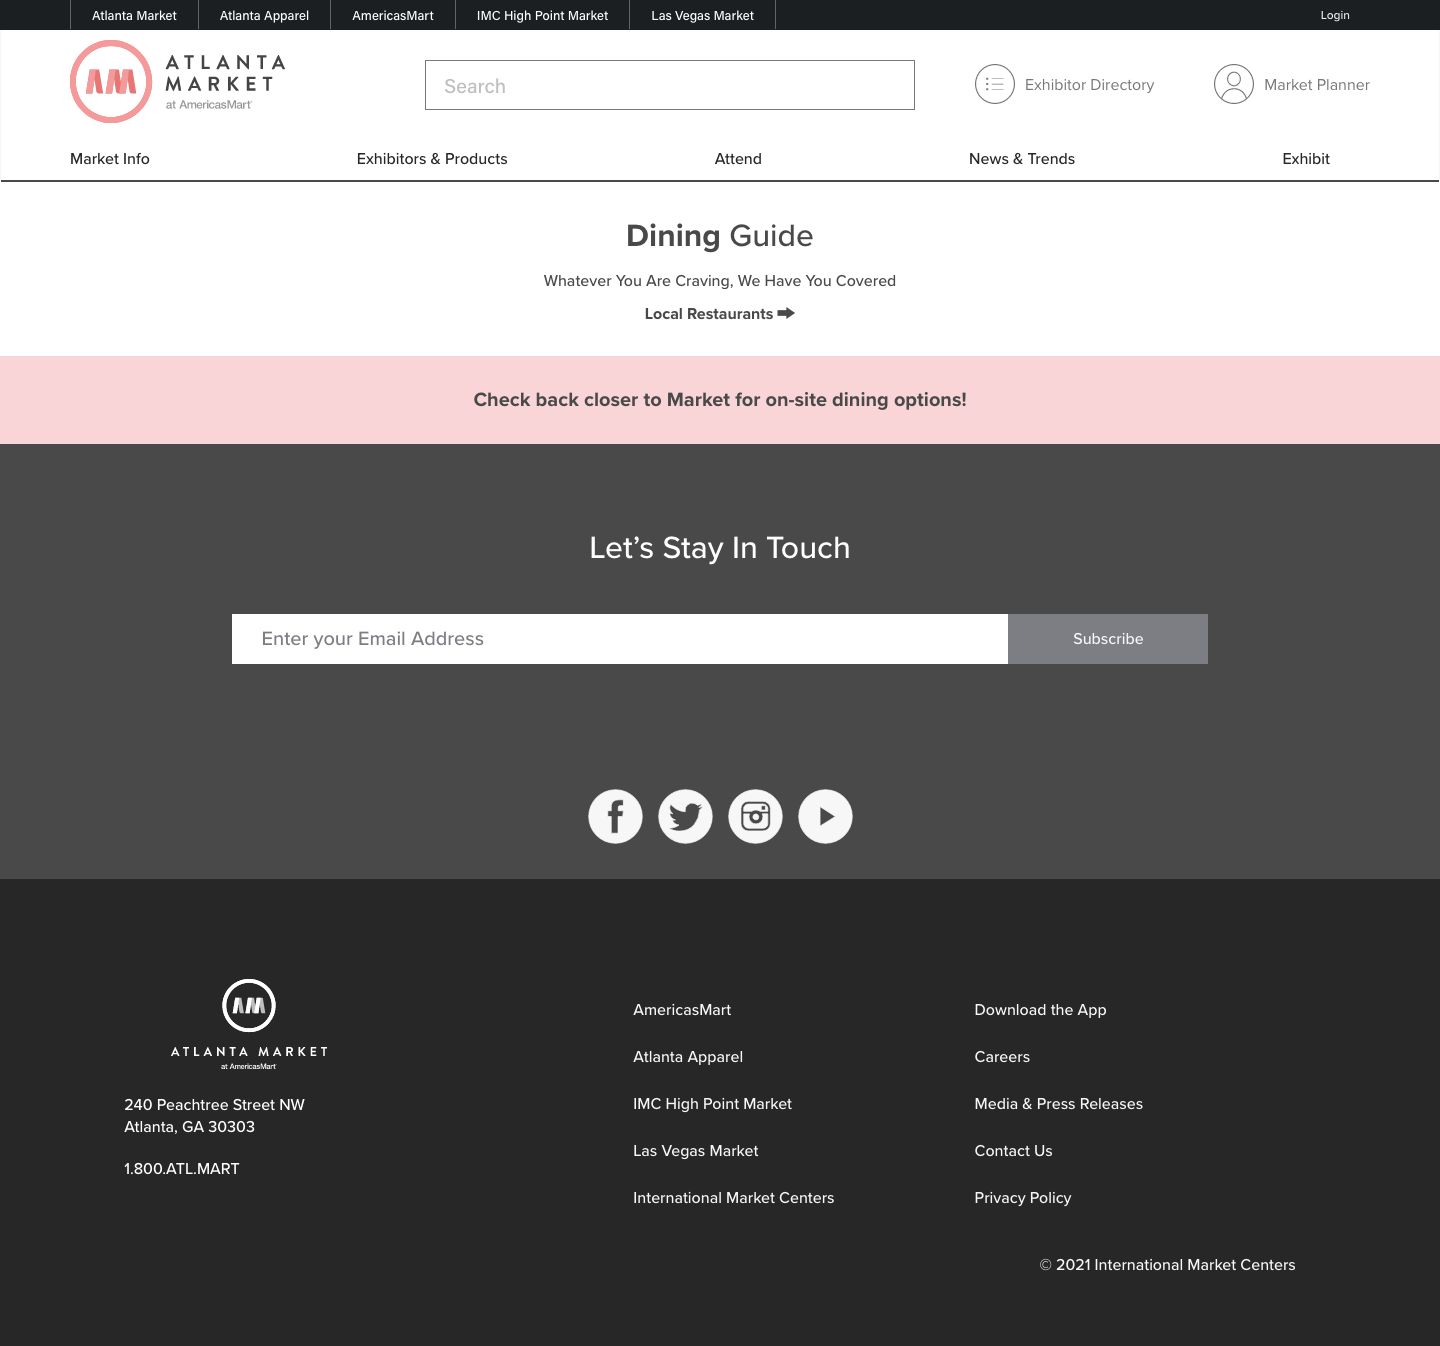 Atlanta Market
Atlanta Apparel
AmericasMart
IMC High Point Market
Las Vegas Market
Login
AM
ATLANTA
MARKET
at AmericasMart
Search
Exhibitor Directory
Market Planner
Market Info
Exhibitors & Products
Attend
News & Trends
Exhibit
Dining Guide
Whatever You Are Craving, We Have You Covered
Local Restaurants
Check back closer to Market for on-site dining options!
Let’s Stay In Touch
Enter your Email Address
Subscribe
AM
ATLANTA MARKET
at AmericasMart
240 Peachtree Street NW
Atlanta, GA 30303
1.800.ATL.MART
AmericasMart
Atlanta Apparel
IMC High Point Market
Las Vegas Market
International Market Centers
Download the App
Careers
Media & Press Releases
Contact Us
Privacy Policy
© 2021 International Market Centers